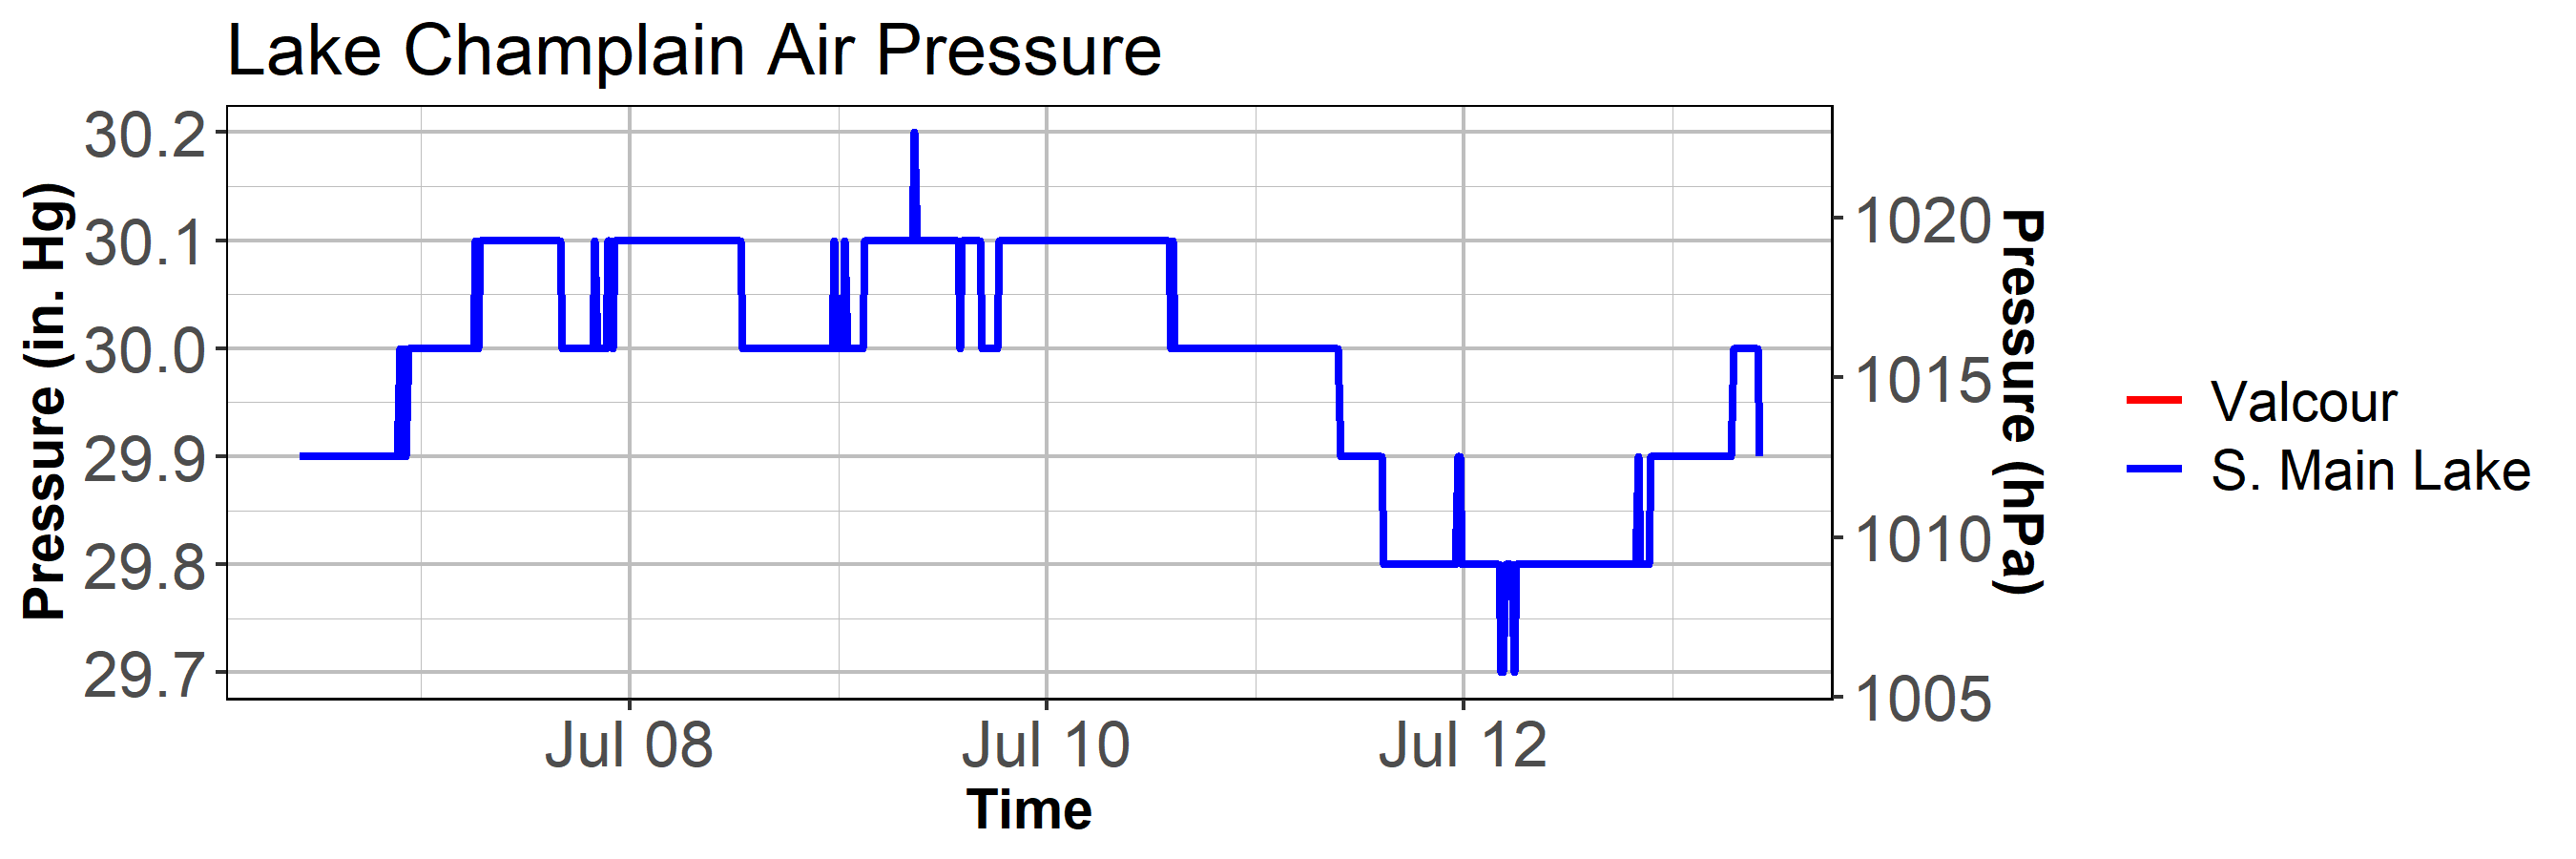 Lake Champlain Air Pressure
Pressure (in. Hg)
30.2
30.1
30.0
29.9
29.8
29.7
1020
1015
1010
1005
Pressure (hPa)
Jul 08
Jul 10
Jul 12
Time
Valcour
S. Main Lake